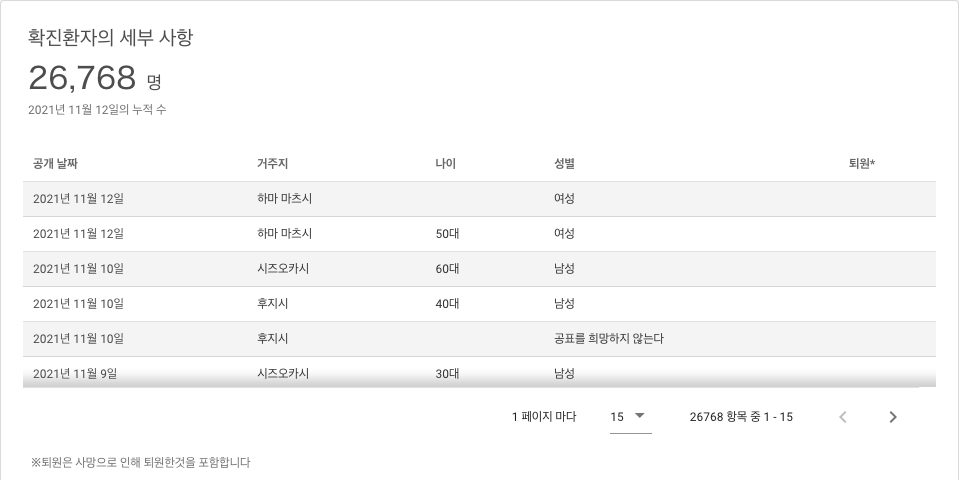 확진환자의 세부 사항
26,768 명
2021년 11월 12일의 누적 수
공개 날짜 거주지 나이 성별 퇴원*
2021년 11월 12일 하마 마츠시 여성
2021년 11월 12일 하마 마츠시 50대 여성
2021년 11월 10일 시즈오카시 60대 남성
2021년 11월 10일 후지시 40대 남성
2021년 11월 10일 후지시 공표를 희망하지 않는다
2021년 11월 9일 시즈오카시 30대 남성
1 페이지 마다 15 26768 항목 중 1 - 15
※퇴원은 사망으로 인해 퇴원한것을 포함합니다